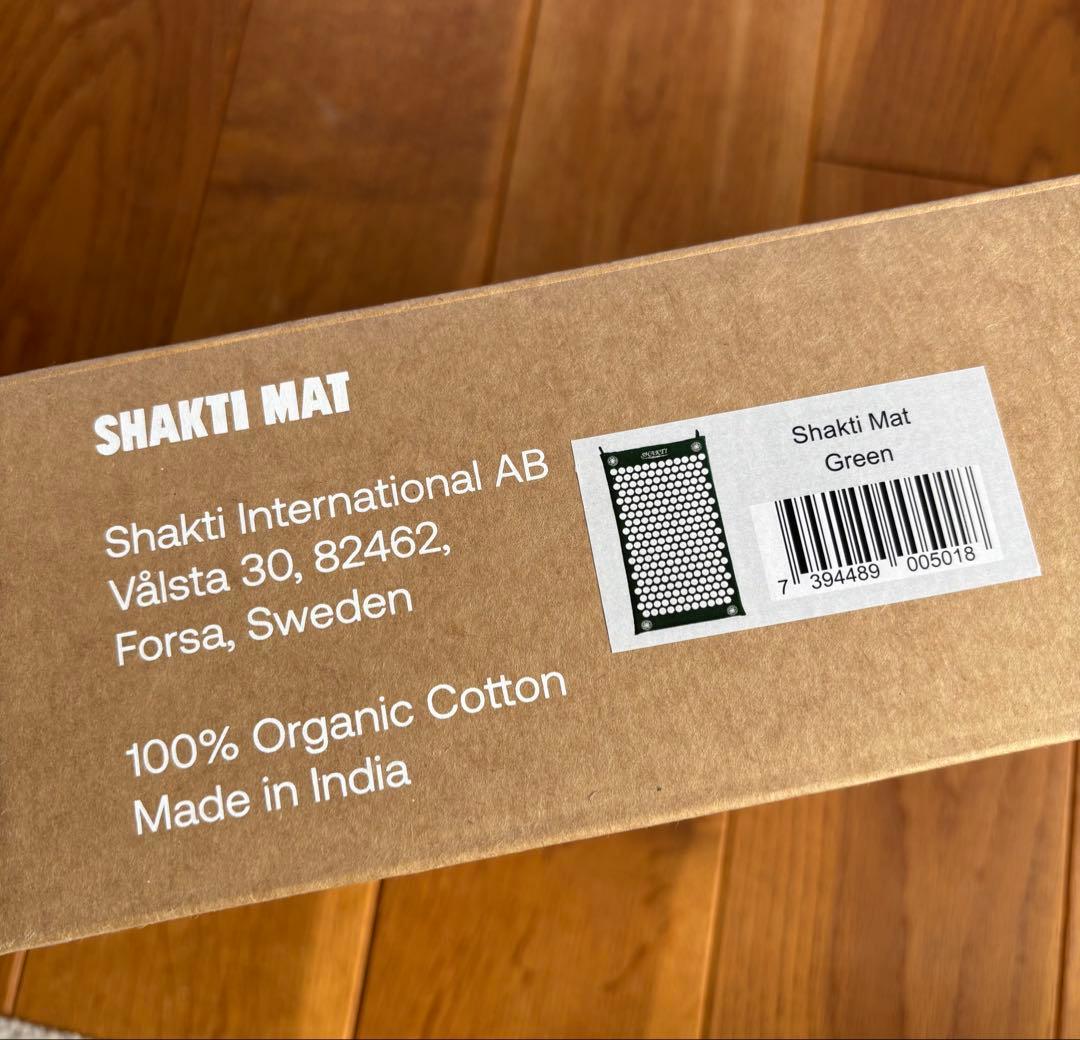 SHAKTI MAT
Shakti International AB
Vålsta 30, 82462,
Forsa, Sweden
100% Organic Cotton
Made in India
SHAKTI
Shakti Mat
Green
7 394489 005018